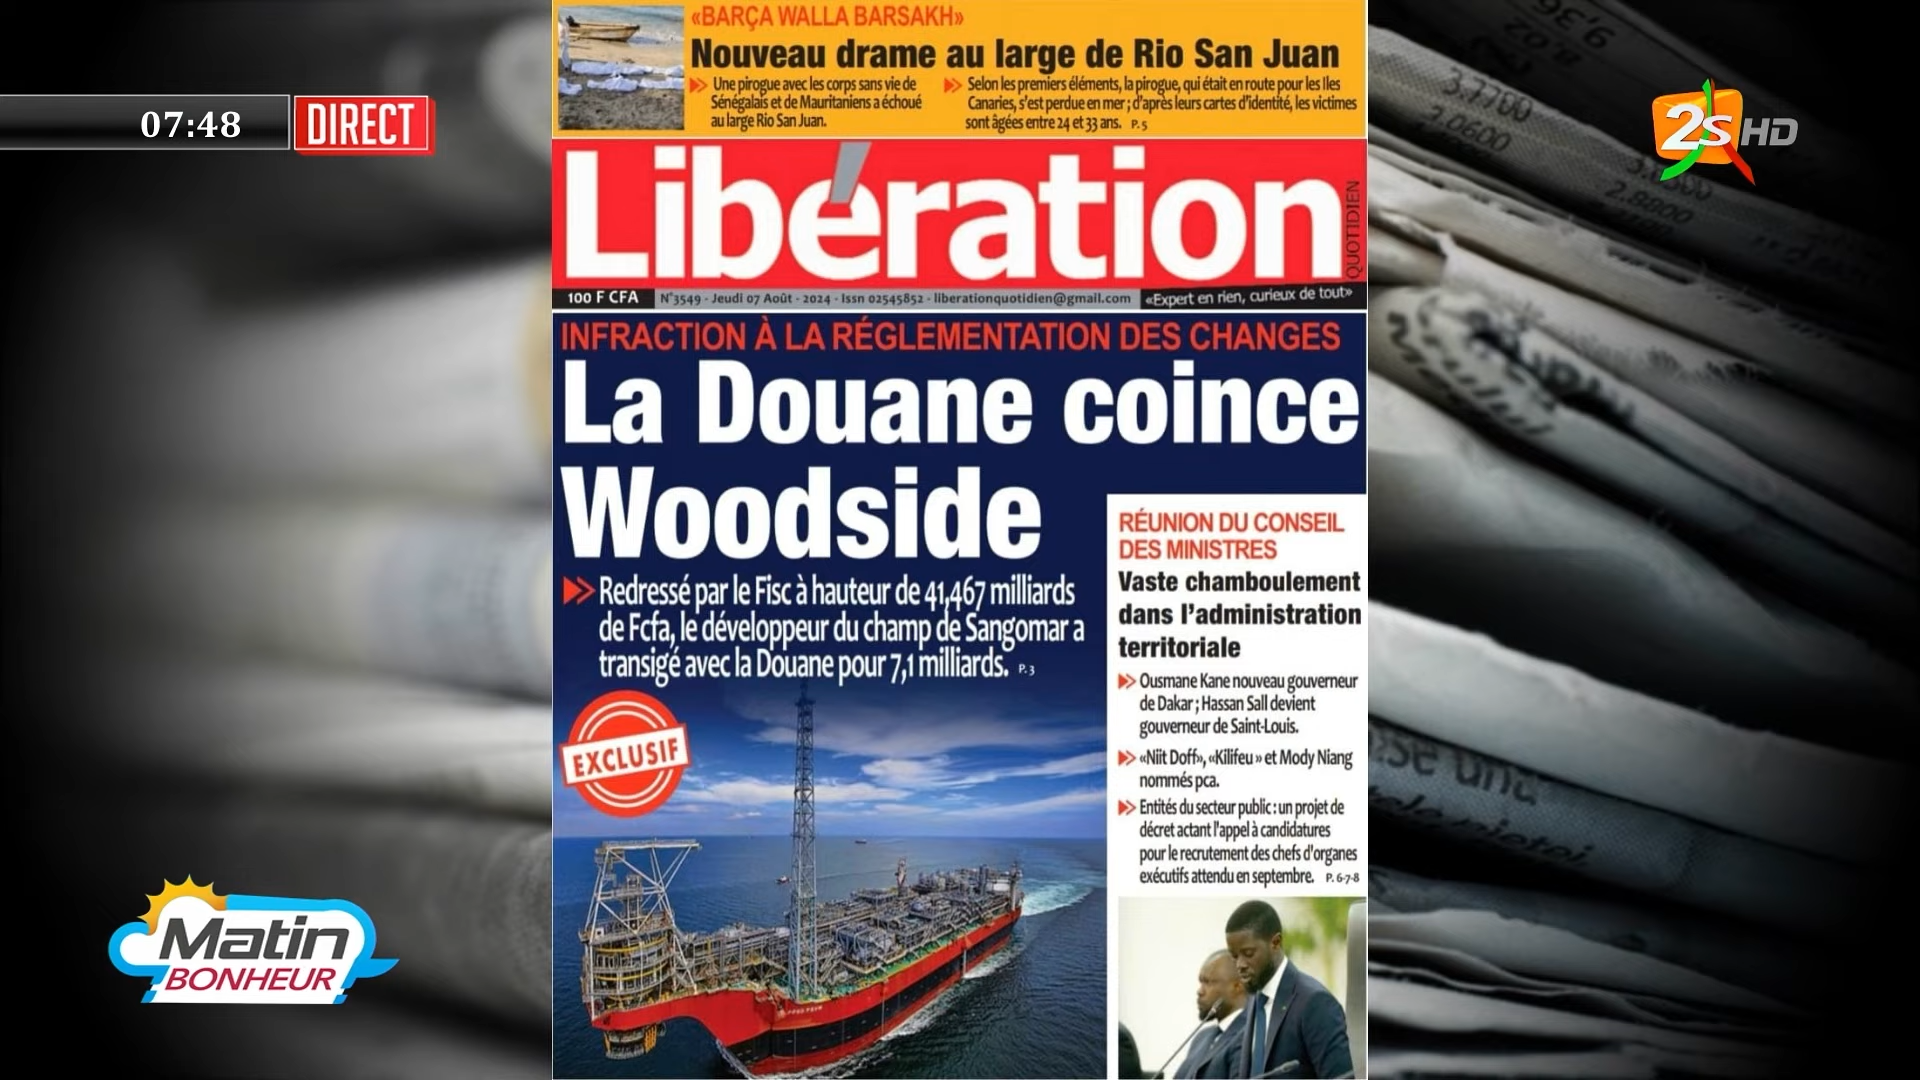 07:48
DIRECT
2S HD
«BARÇA WALLA BARSAKH»
Nouveau drame au large de Rio San Juan
Une pirogue avec les corps sans vie de
Sénégalais et de Mauritaniens a échoué
au large Rio San Juan.
Selon les premiers éléments, la pirogue, qui était en route pour les Iles
Canaries, s'est perdue en mer ; d'après leurs cartes d'identité, les victimes
sont âgées entre 24 et 33 ans. P. 5
Libération
QUOTIDIEN
100 F CFA
N°3549 - Jeudi 07 Août - 2024 - Issn 02545852 - liberationquotidien@gmail.com
«Expert en rien, curieux de tout»
INFRACTION À LA RÉGLEMENTATION DES CHANGES
La Douane coince
Woodside
Redressé par le Fisc à hauteur de 41,467 milliards
de Fcfa, le développeur du champ de Sangomar a
transigé avec la Douane pour 7,1 milliards. P. 3
EXCLUSIF
RÉUNION DU CONSEIL
DES MINISTRES
Vaste chamboulement
dans l'administration
territoriale
Ousmane Kane nouveau gouverneur
de Dakar ; Hassan Sall devient
gouverneur de Saint-Louis.
«Niit Doff», «Kilifeu» et Mody Niang
nommés pca.
Entités du secteur public : un projet de
décret actant l'appel à candidatures
pour le recrutement des chefs d'organes
exécutifs attendu en septembre. P. 6-7-8
Matin
BONHEUR
3.7700
2.0600
2.8800